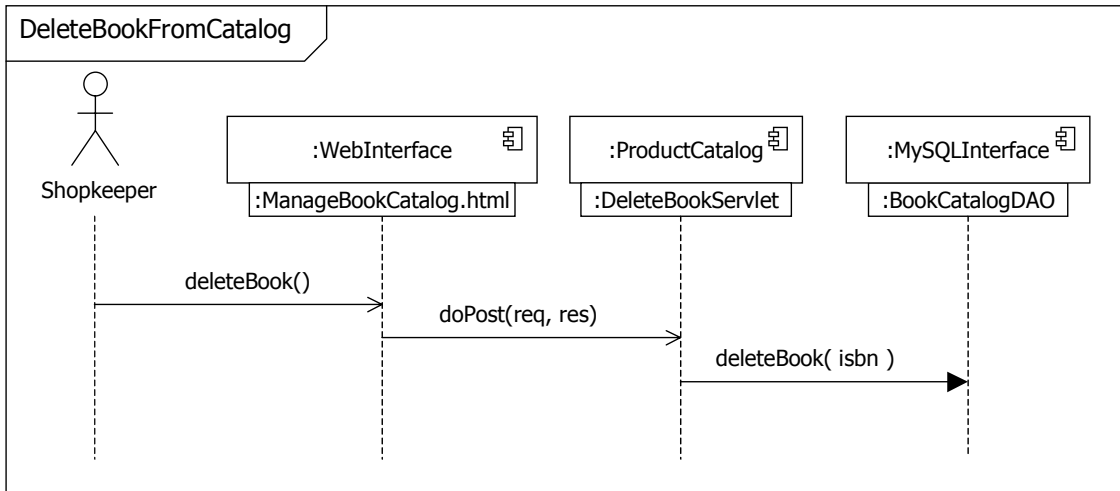 DeleteBookFromCatalog
Shopkeeper
:WebInterface
:ManageBookCatalog.html
:ProductCatalog
:DeleteBookServlet
:MySQLInterface
:BookCatalogDAO
deleteBook()
doPost(req, res)
deleteBook( isbn )